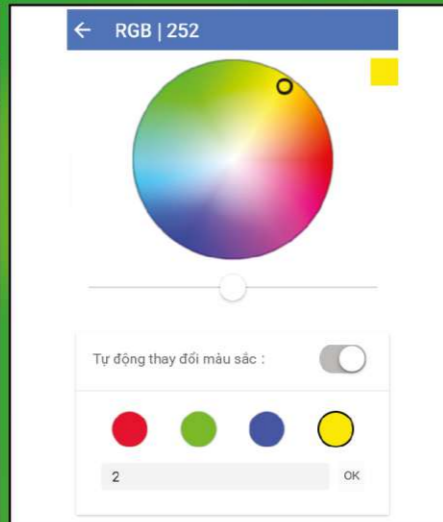 RGB | 252
Tự động thay đổi màu sắc :
2
OK